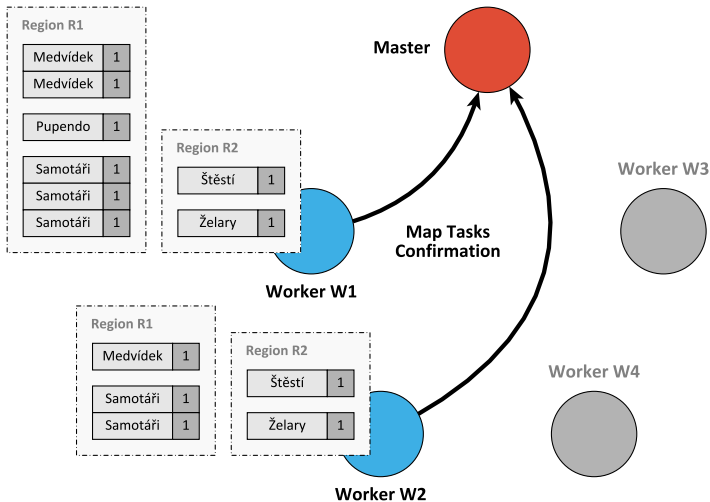 Region R1
Medvídek 1
Medvídek 1
Pupendo 1
Samotáři 1
Samotáři 1
Samotáři 1
Region R2
Štěstí 1
Želary 1
Worker W1
Master
Map Tasks
Confirmation
Worker W3
Region R1
Medvídek 1
Samotáři 1
Samotáři 1
Region R2
Štěstí 1
Želary 1
Worker W2
Worker W4